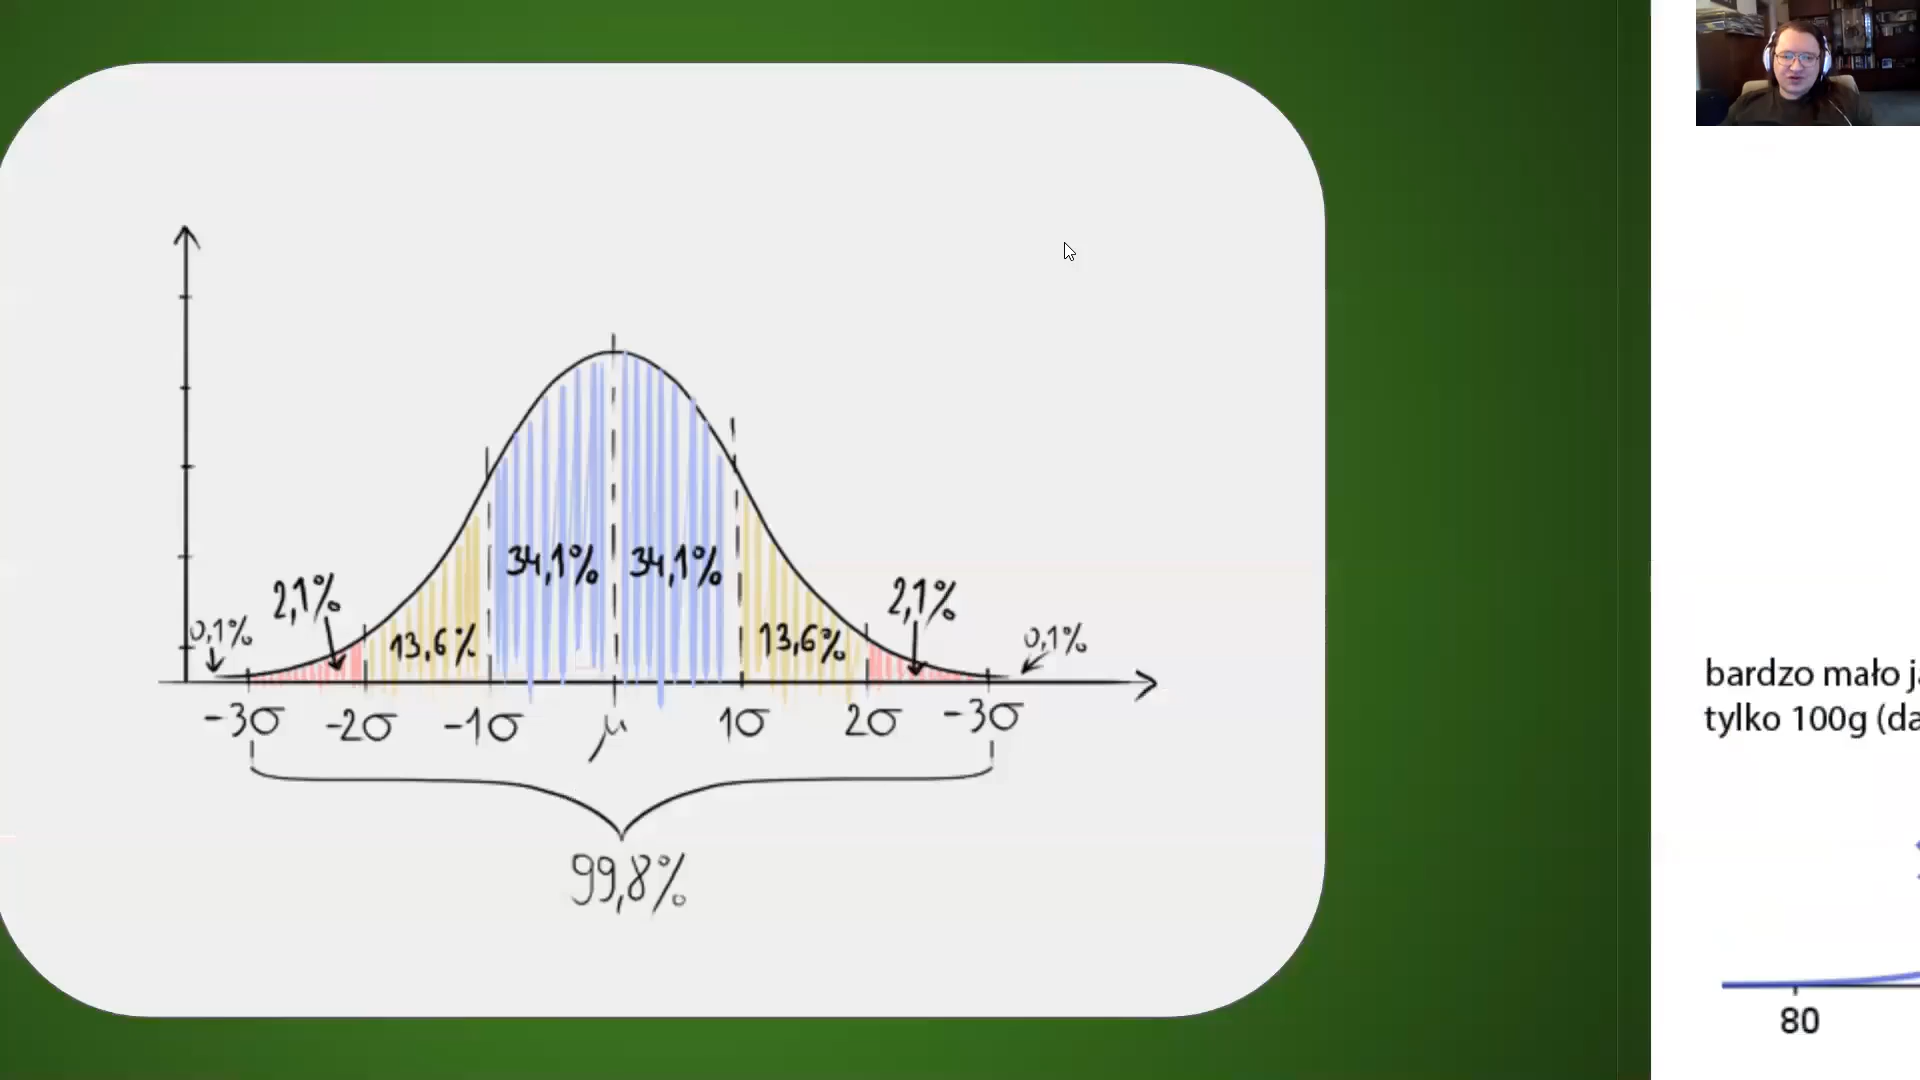 34,1% 34,1%
2,1% 2,1%
0,1% 13,6% 13,6% 0,1%
-3σ -2σ -1σ μ 1σ 2σ -3σ
99,8%
bardzo mało
tylko 100g
80